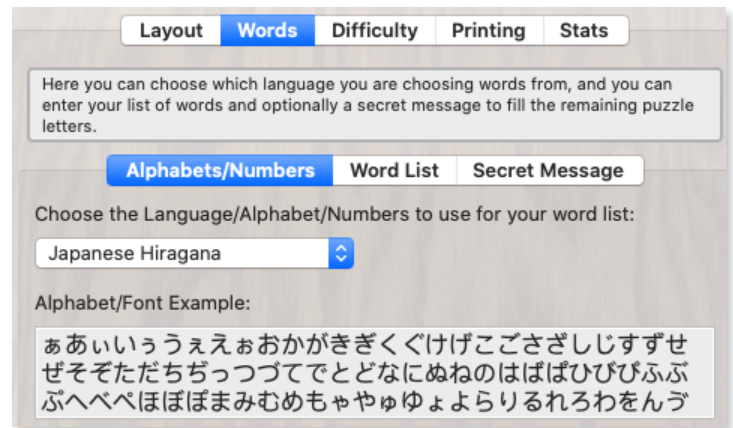 Layout Words Difficulty Printing Stats
Here you can choose which language you are choosing words from, and you can
enter your list of words and optionally a secret message to fill the remaining puzzle
letters.
Alphabets/Numbers Word List Secret Message
Choose the Language/Alphabet/Numbers to use for your word list:
Japanese Hiragana
Alphabet/Font Example:
ぁあぃいぅうぇえぉおかがきぎくぐけげこごさざしじすずせ
ぜそぞただちぢっつづてでとどなにぬねのはばぱひびぴふぶ
ぷへべぺほぼぽまみむめもゃやゅゆょよらりるれろわをんゔ